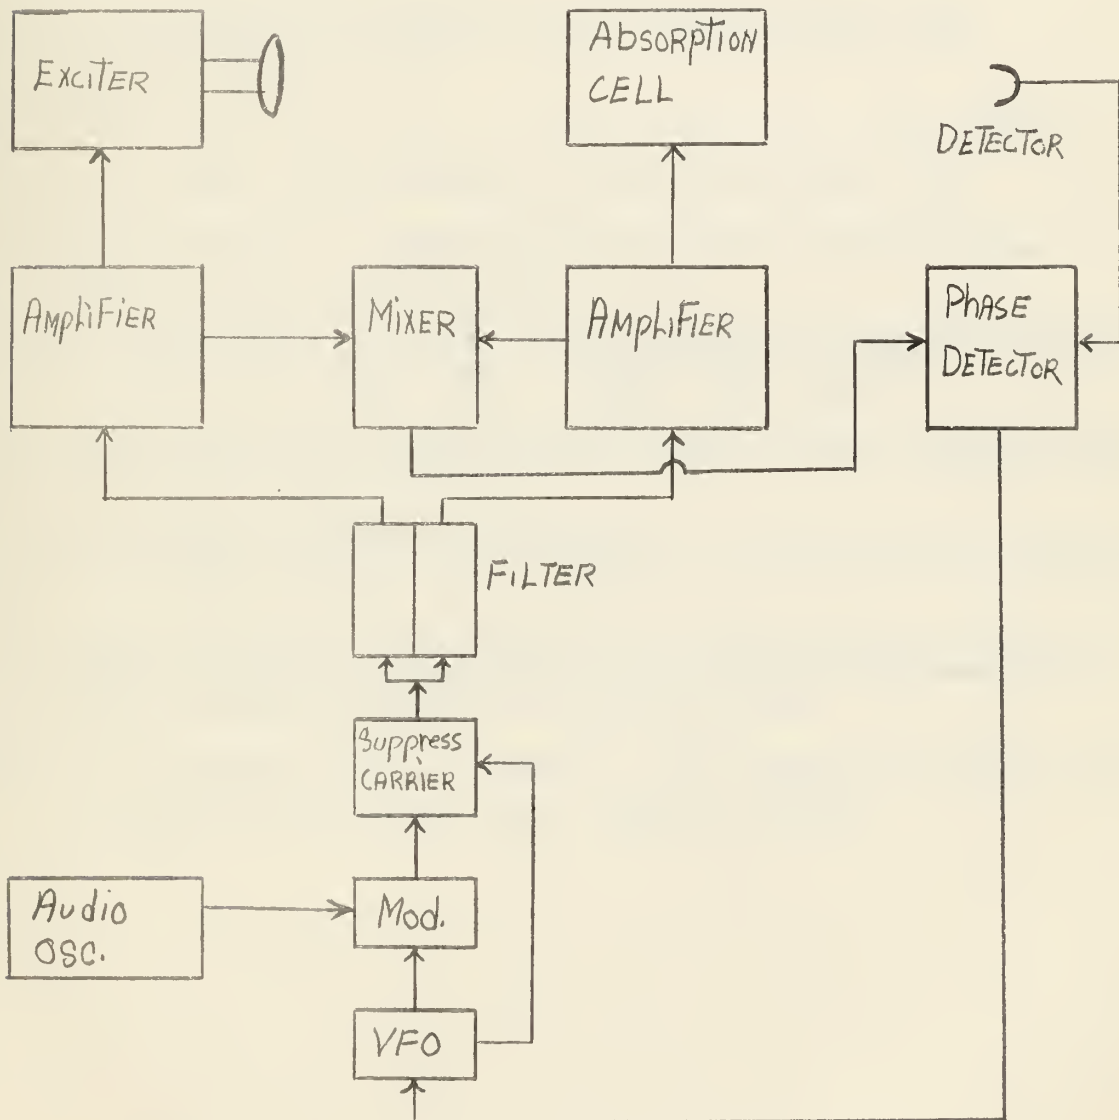 Exciter
Absorption
Cell
Detector
Amplifier
Mixer
Amplifier
Phase
Detector
Filter
Suppress
Carrier
Audio
Osc.
Mod.
VFO